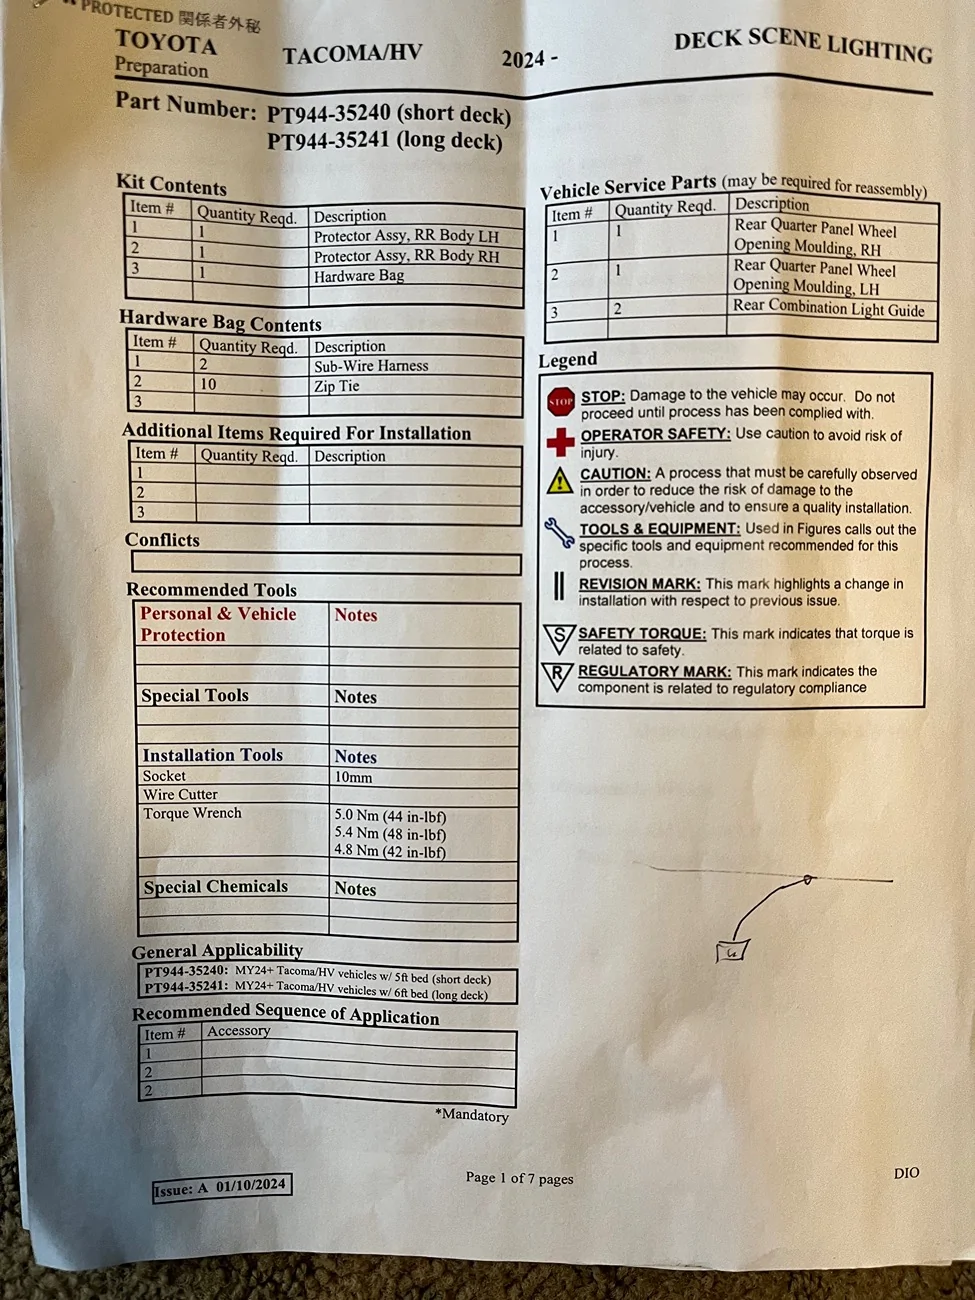 PROTECTED 関係者外秘
TOYOTA TACOMA/HV 2024 - DECK SCENE LIGHTING
Preparation
Part Number: PT944-35240 (short deck)
PT944-35241 (long deck)
Kit Contents
Item # Quantity Reqd. Description
1 1 Protector Assy, RR Body LH
2 1 Protector Assy, RR Body RH
3 1 Hardware Bag
Hardware Bag Contents
Item # Quantity Reqd. Description
1 2 Sub-Wire Harness
2 10 Zip Tie
3
Additional Items Required For Installation
Item # Quantity Reqd. Description
1
2
3
Conflicts
Recommended Tools
Personal & Vehicle Notes
Protection
Special Tools Notes
Installation Tools Notes
Socket 10mm
Wire Cutter
Torque Wrench 5.0 Nm (44 in-lbf)
5.4 Nm (48 in-lbf)
4.8 Nm (42 in-lbf)
Special Chemicals Notes
General Applicability
PT944-35240: MY24+ Tacoma/HV vehicles w/ 5ft bed (short deck)
PT944-35241: MY24+ Tacoma/HV vehicles w/ 6ft bed (long deck)
Recommended Sequence of Application
Item # Accessory
1
2
2
*Mandatory
Vehicle Service Parts (may be required for reassembly)
Item # Quantity Reqd. Description
1 1 Rear Quarter Panel Wheel
Opening Moulding, RH
2 1 Rear Quarter Panel Wheel
Opening Moulding, LH
3 2 Rear Combination Light Guide
Legend
STOP STOP: Damage to the vehicle may occur. Do not
proceed until process has been complied with.
OPERATOR SAFETY: Use caution to avoid risk of
injury.
CAUTION: A process that must be carefully observed
in order to reduce the risk of damage to the
accessory/vehicle and to ensure a quality installation.
TOOLS & EQUIPMENT: Used in Figures calls out the
specific tools and equipment recommended for this
process.
REVISION MARK: This mark highlights a change in
installation with respect to previous issue.
S SAFETY TORQUE: This mark indicates that torque is
related to safety.
R REGULATORY MARK: This mark indicates the
component is related to regulatory compliance
Issue: A 01/10/2024 Page 1 of 7 pages DIO